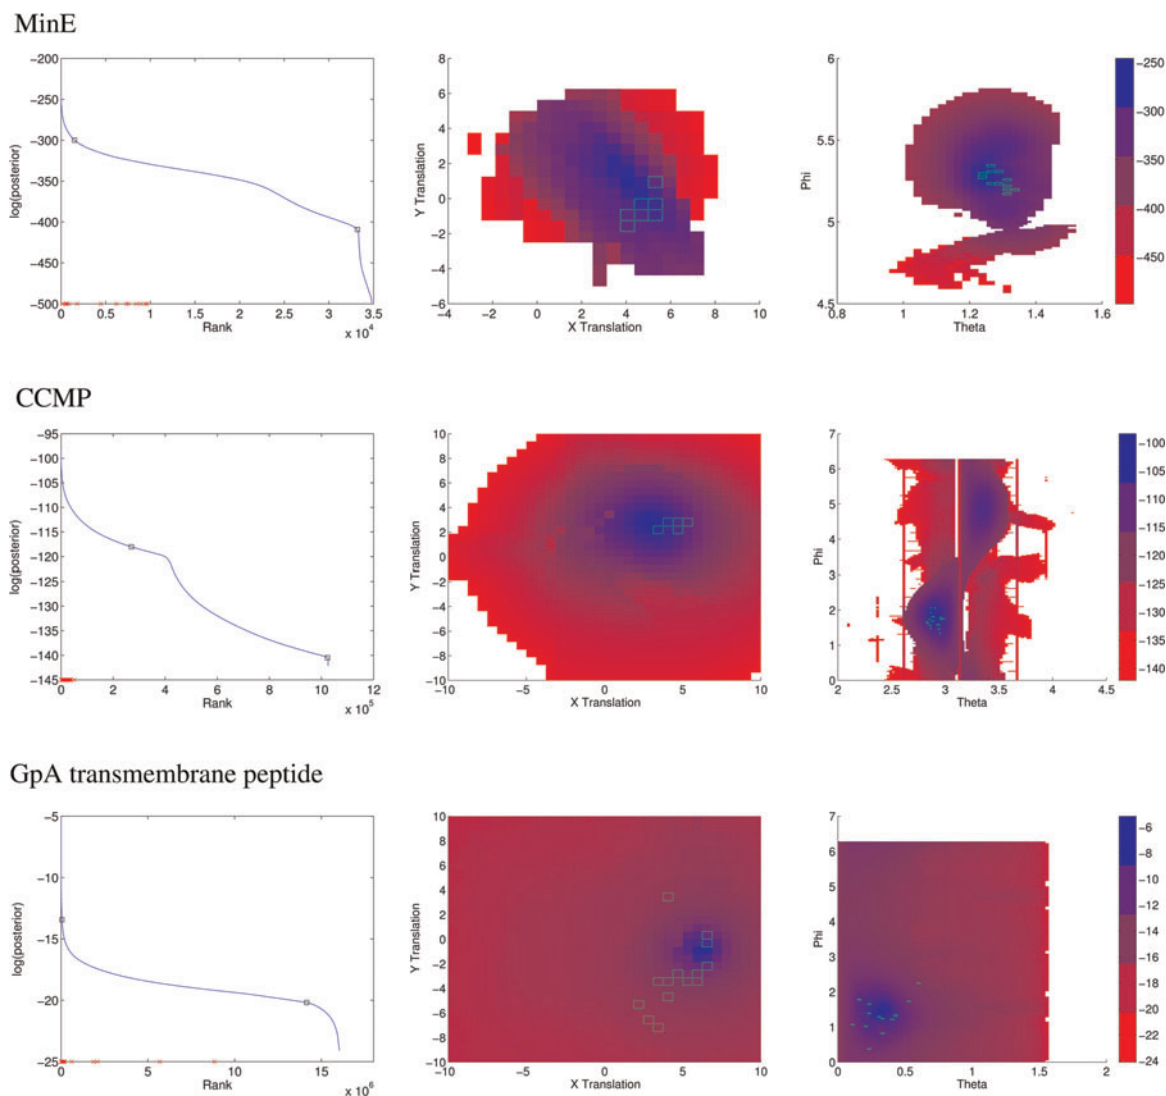 MinE
−200
−250
−300
−350
−400
−450
−500
log(posterior)
0 0.5 1 1.5 2 2.5 3 3.5
Rank
x 10^4
8
6
4
2
0
−2
−4
−6
Y Translation
−4 −2 0 2 4 6 8 10
X Translation
6
5.5
5
4.5
Phi
0.8 1 1.2 1.4 1.6
Theta
−250
−300
−350
−400
−450
CCMP
−95
−100
−105
−110
−115
−120
−125
−130
−135
−140
−145
log(posterior)
0 2 4 6 8 10 12
Rank
x 10^5
10
8
6
4
2
0
−2
−4
−6
−8
−10
Y Translation
−10 −5 0 5 10
X Translation
7
6
5
4
3
2
1
0
Phi
2 2.5 3 3.5 4 4.5
Theta
−100
−105
−110
−115
−120
−125
−130
−135
−140
GpA transmembrane peptide
−5
−10
−15
−20
−25
log(posterior)
0 5 10 15
Rank
x 10^6
10
8
6
4
2
0
−2
−4
−6
−8
−10
Y Translation
−10 −5 0 5 10
X Translation
7
6
5
4
3
2
1
0
Phi
0 0.5 1 1.5 2
Theta
−6
−8
−10
−12
−14
−16
−18
−20
−22
−24